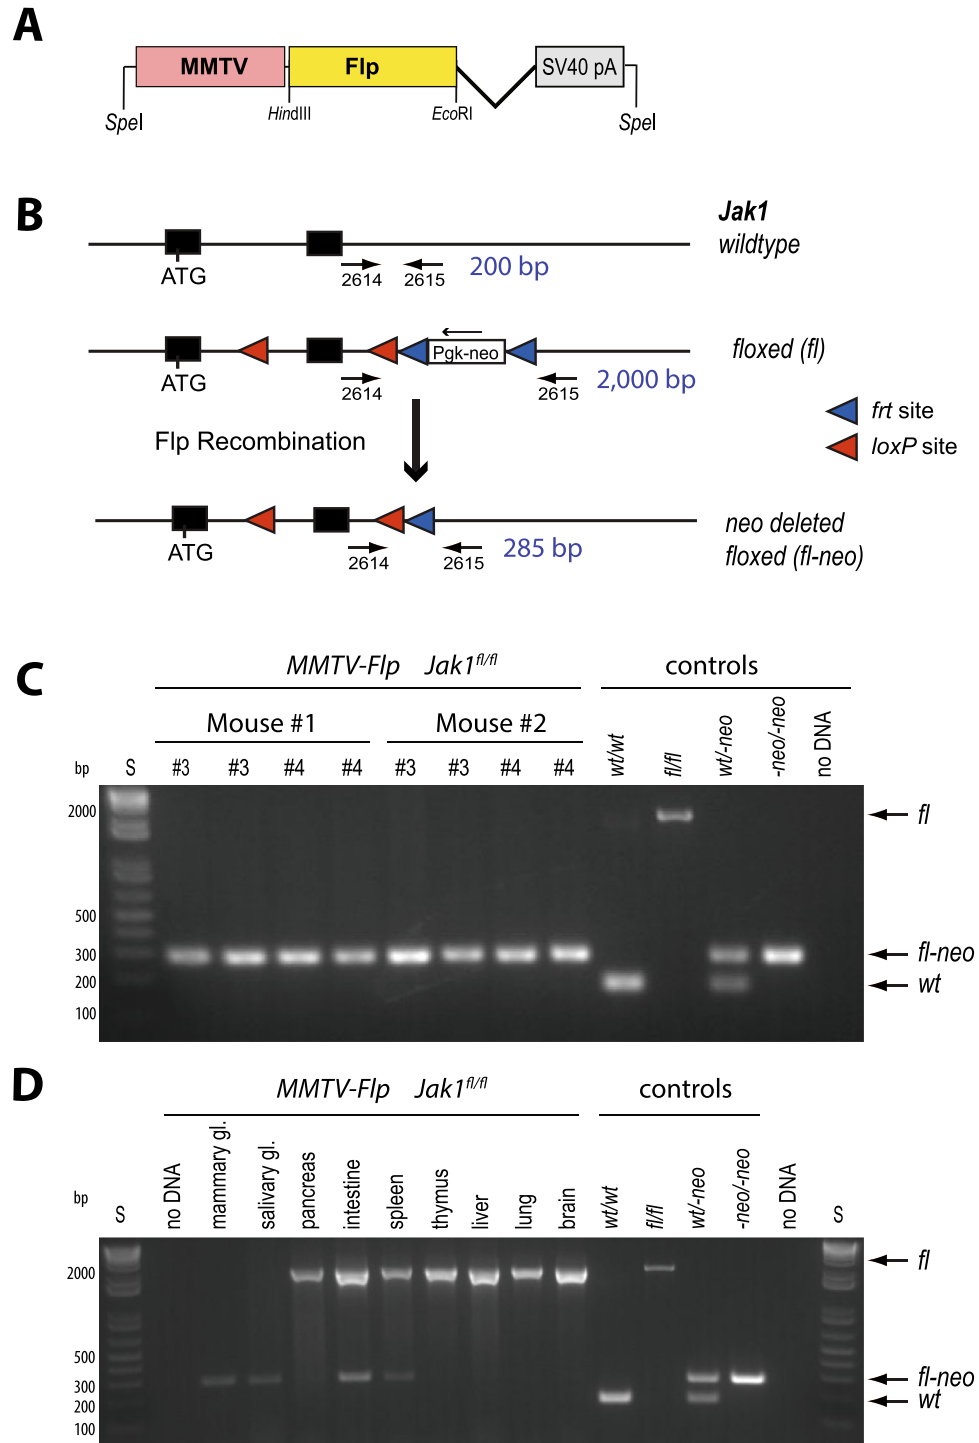 A
MMTV
Flp
SV40 pA
SpeI
HindIII
EcoRI
SpeI
B
Jak1
wildtype
ATG
2614
2615
200 bp
floxed (fl)
Pgk-neo
ATG
2614
2615
2,000 bp
frt site
loxP site
Flp Recombination
neo deleted
floxed (fl-neo)
ATG
2614
2615
285 bp
C
MMTV-Flp Jak1fl/fl
controls
Mouse #1
Mouse #2
wt/wt
fl/fl
wt/-neo
-neo/-neo
no DNA
bp
S
#3
#3
#4
#4
#3
#3
#4
#4
2000
500
300
200
100
fl
fl-neo
wt
D
MMTV-Flp Jak1fl/fl
controls
bp
S
no DNA
mammary gl.
salivary gl.
pancreas
intestine
spleen
thymus
liver
lung
brain
wt/wt
fl/fl
wt/-neo
-neo/-neo
no DNA
S
2000
500
300
200
100
fl
fl-neo
wt